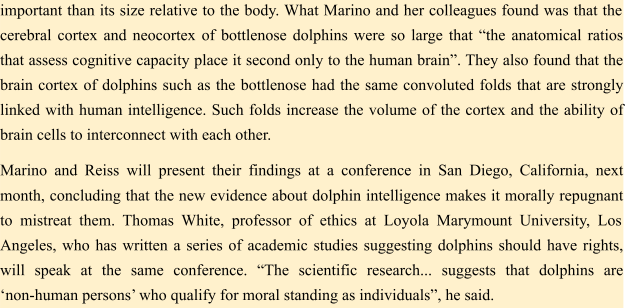 important than its size relative to the body. What Marino and her colleagues found was that the
cerebral cortex and neocortex of bottlenose dolphins were so large that “the anatomical ratios
that assess cognitive capacity place it second only to the human brain”. They also found that the
brain cortex of dolphins such as the bottlenose had the same convoluted folds that are strongly
linked with human intelligence. Such folds increase the volume of the cortex and the ability of
brain cells to interconnect with each other.
Marino and Reiss will present their findings at a conference in San Diego, California, next
month, concluding that the new evidence about dolphin intelligence makes it morally repugnant
to mistreat them. Thomas White, professor of ethics at Loyola Marymount University, Los
Angeles, who has written a series of academic studies suggesting dolphins should have rights,
will speak at the same conference. “The scientific research... suggests that dolphins are
‘non-human persons’ who qualify for moral standing as individuals”, he said.